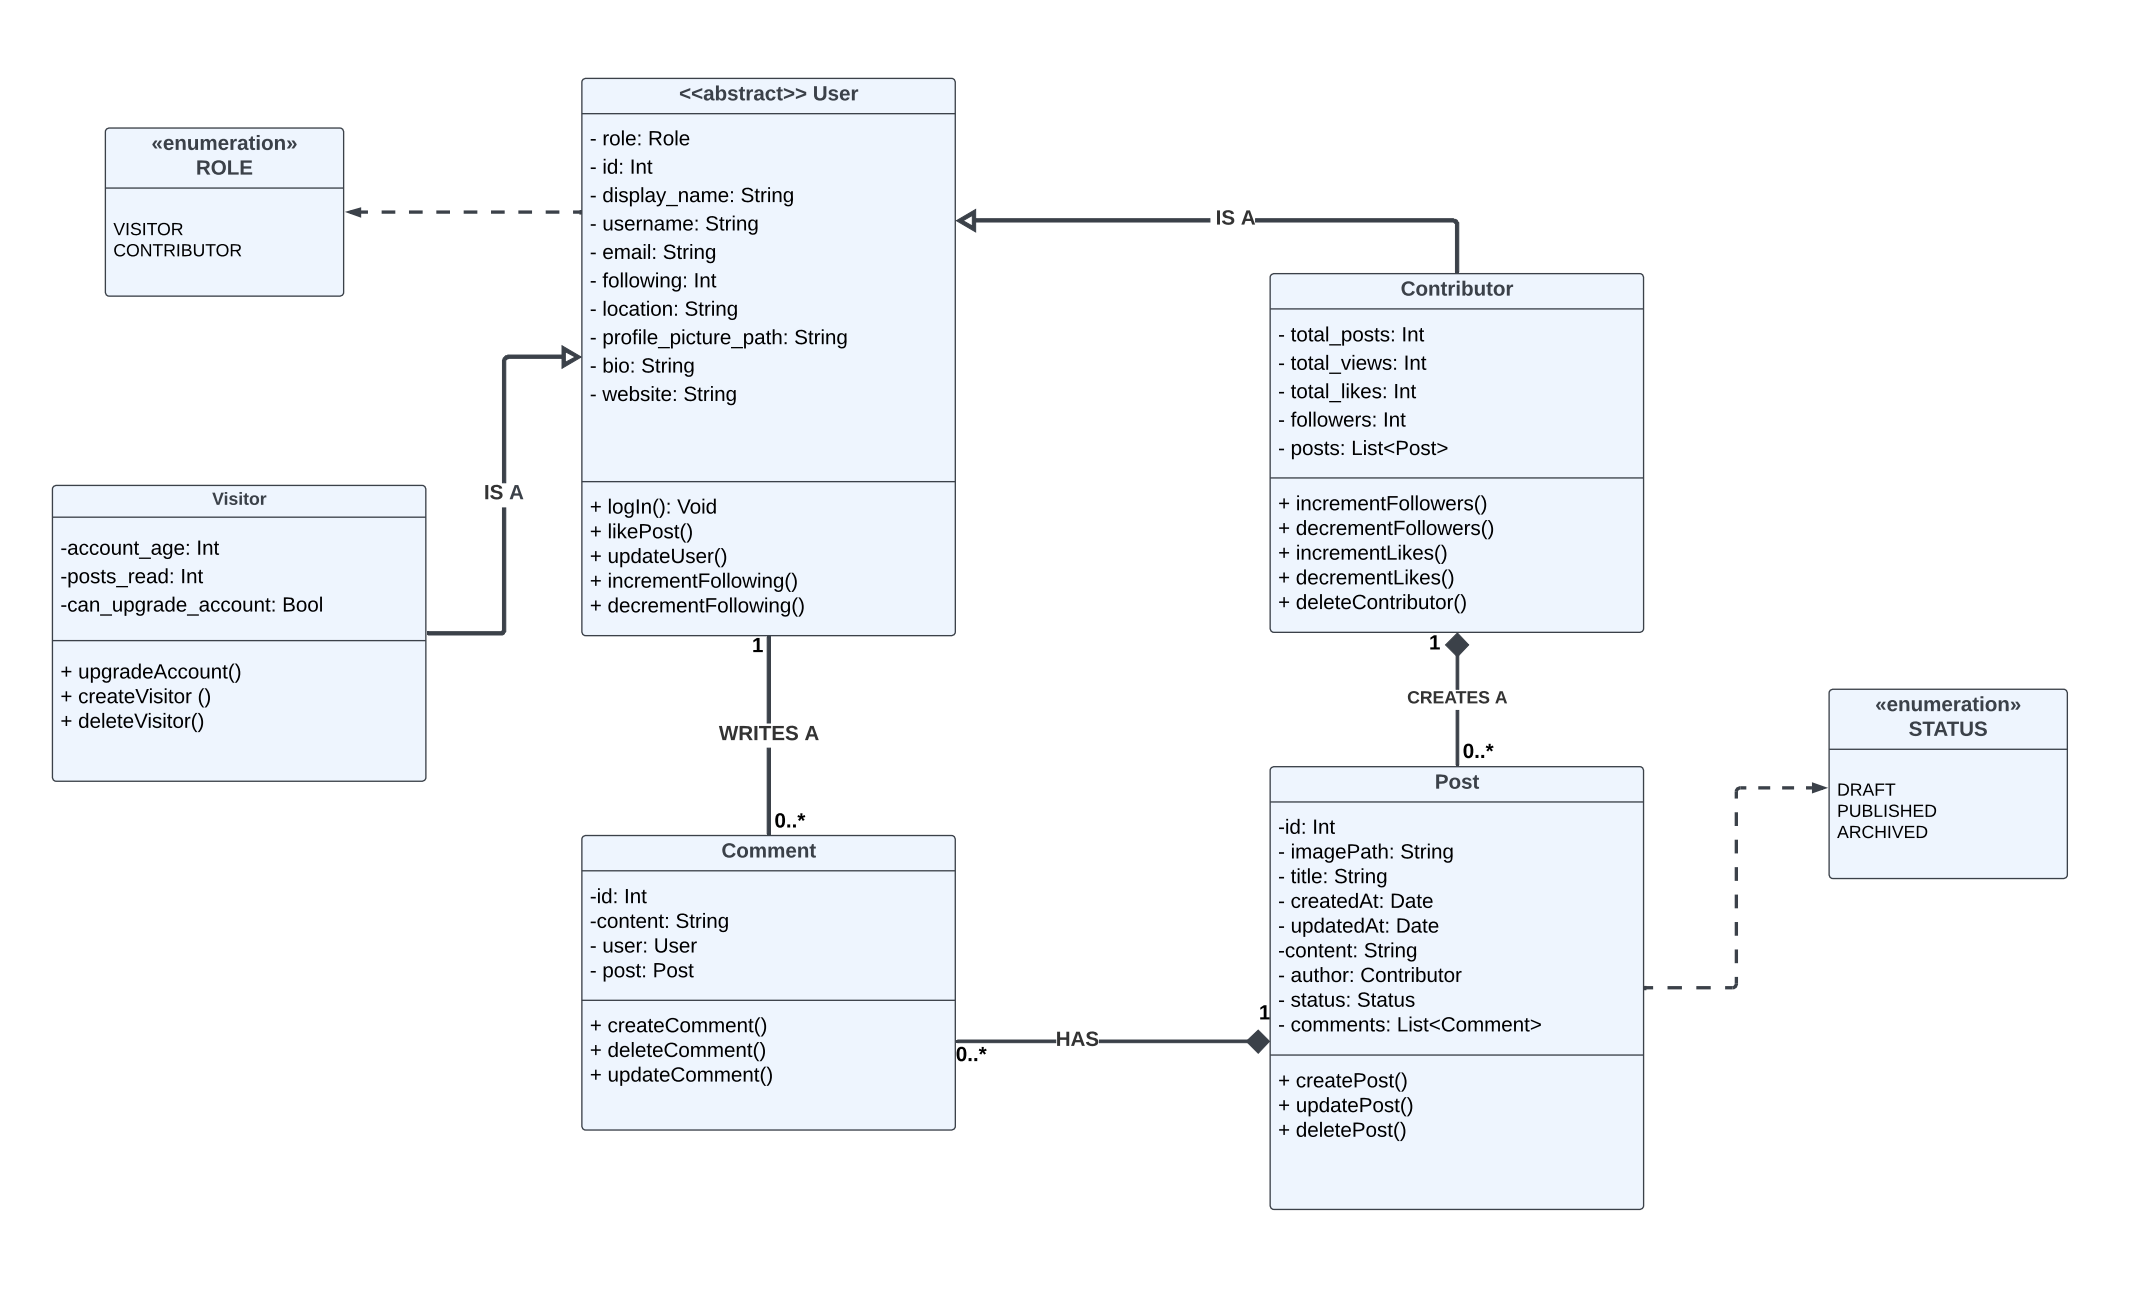 <<abstract>> User
- role: Role
- id: Int
- display_name: String
- username: String
- email: String
- following: Int
- location: String
- profile_picture_path: String
- bio: String
- website: String
+ logIn(): Void
+ likePost()
+ updateUser()
+ incrementFollowing()
+ decrementFollowing()
«enumeration»
ROLE
VISITOR
CONTRIBUTOR
IS A
Contributor
- total_posts: Int
- total_views: Int
- total_likes: Int
- followers: Int
- posts: List<Post>
+ incrementFollowers()
+ decrementFollowers()
+ incrementLikes()
+ decrementLikes()
+ deleteContributor()
IS A
Visitor
-account_age: Int
-posts_read: Int
-can_upgrade_account: Bool
+ upgradeAccount()
+ createVisitor ()
+ deleteVisitor()
1
WRITES A
0..*
1
CREATES A
0..*
«enumeration»
STATUS
DRAFT
PUBLISHED
ARCHIVED
Comment
-id: Int
-content: String
- user: User
- post: Post
+ createComment()
+ deleteComment()
+ updateComment()
0..*
HAS
1
Post
-id: Int
- imagePath: String
- title: String
- createdAt: Date
- updatedAt: Date
-content: String
- author: Contributor
- status: Status
- comments: List<Comment>
+ createPost()
+ updatePost()
+ deletePost()